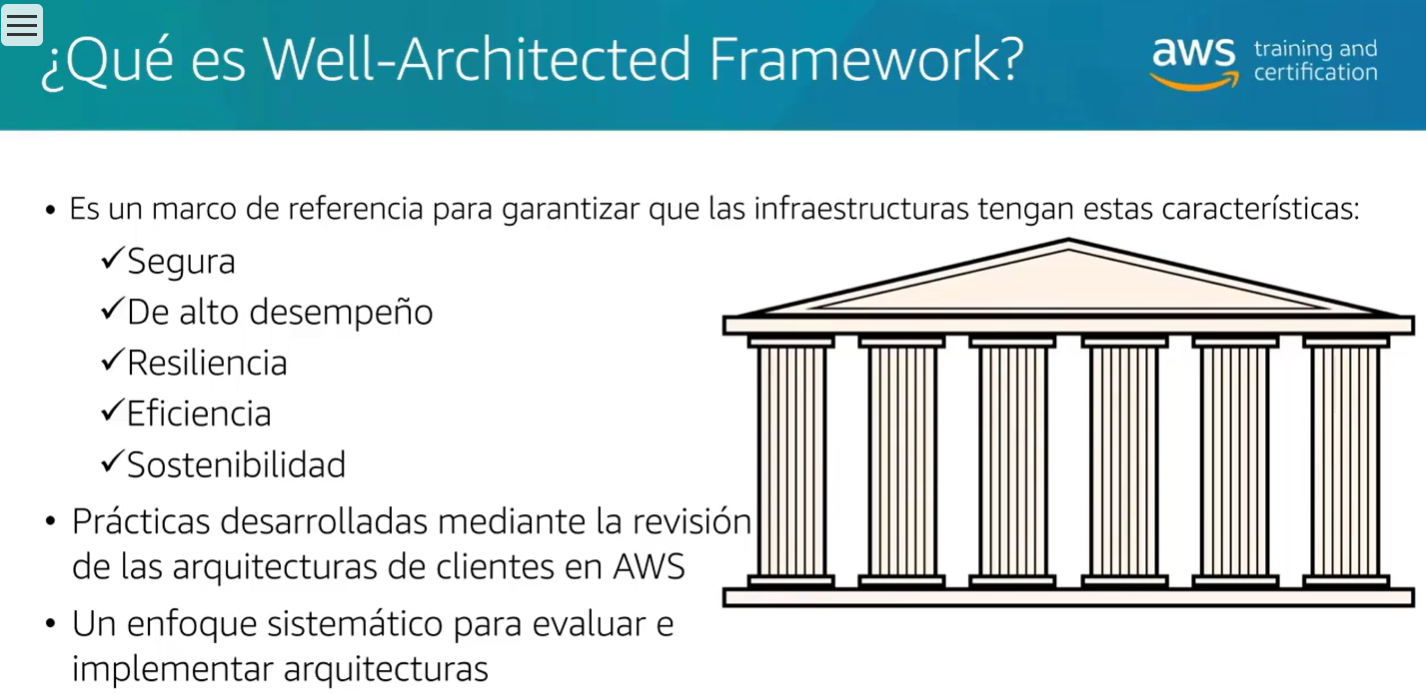 ¿Qué es Well-Architected Framework?
aws training and
certification
• Es un marco de referencia para garantizar que las infraestructuras tengan estas características:
✓Segura
✓De alto desempeño
✓Resiliencia
✓Eficiencia
✓Sostenibilidad
• Prácticas desarrolladas mediante la revisión
de las arquitecturas de clientes en AWS
• Un enfoque sistemático para evaluar e
implementar arquitecturas